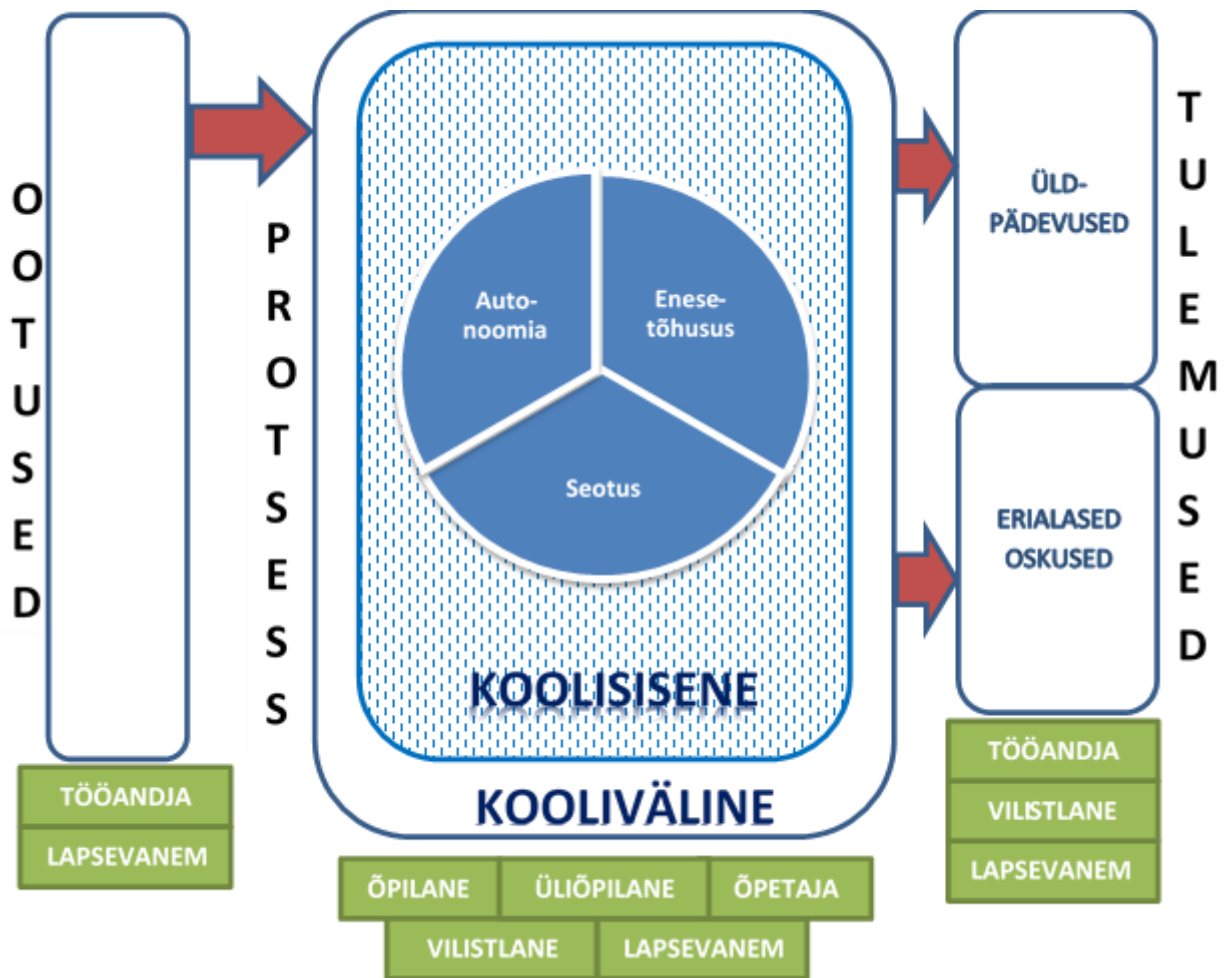 OOTUSED
TÖÖANDJA
LAPSEVANEM
PROTSESS
Auto-
noomia
Enese-
tõhusus
Seotus
KOOLISISENE
KOOLIVÄLINE
ÕPILANE
ÜLIÕPILANE
ÕPETAJA
VILISTLANE
LAPSEVANEM
ÜLD-
PÄDEVUSED
ERIALASED
OSKUSED
TÖÖANDJA
VILISTLANE
LAPSEVANEM
TULEMUSED